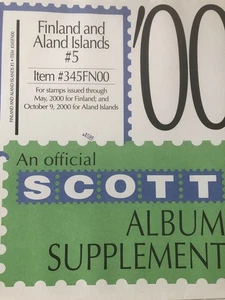 Finland and
Aland Islands
#5
Item #345FN00
For stamps issued through
May, 2000 for Finland; and
October 9, 2000 for Aland Islands
'00
An official
SCOTT
ALBUM
SUPPLEMENT